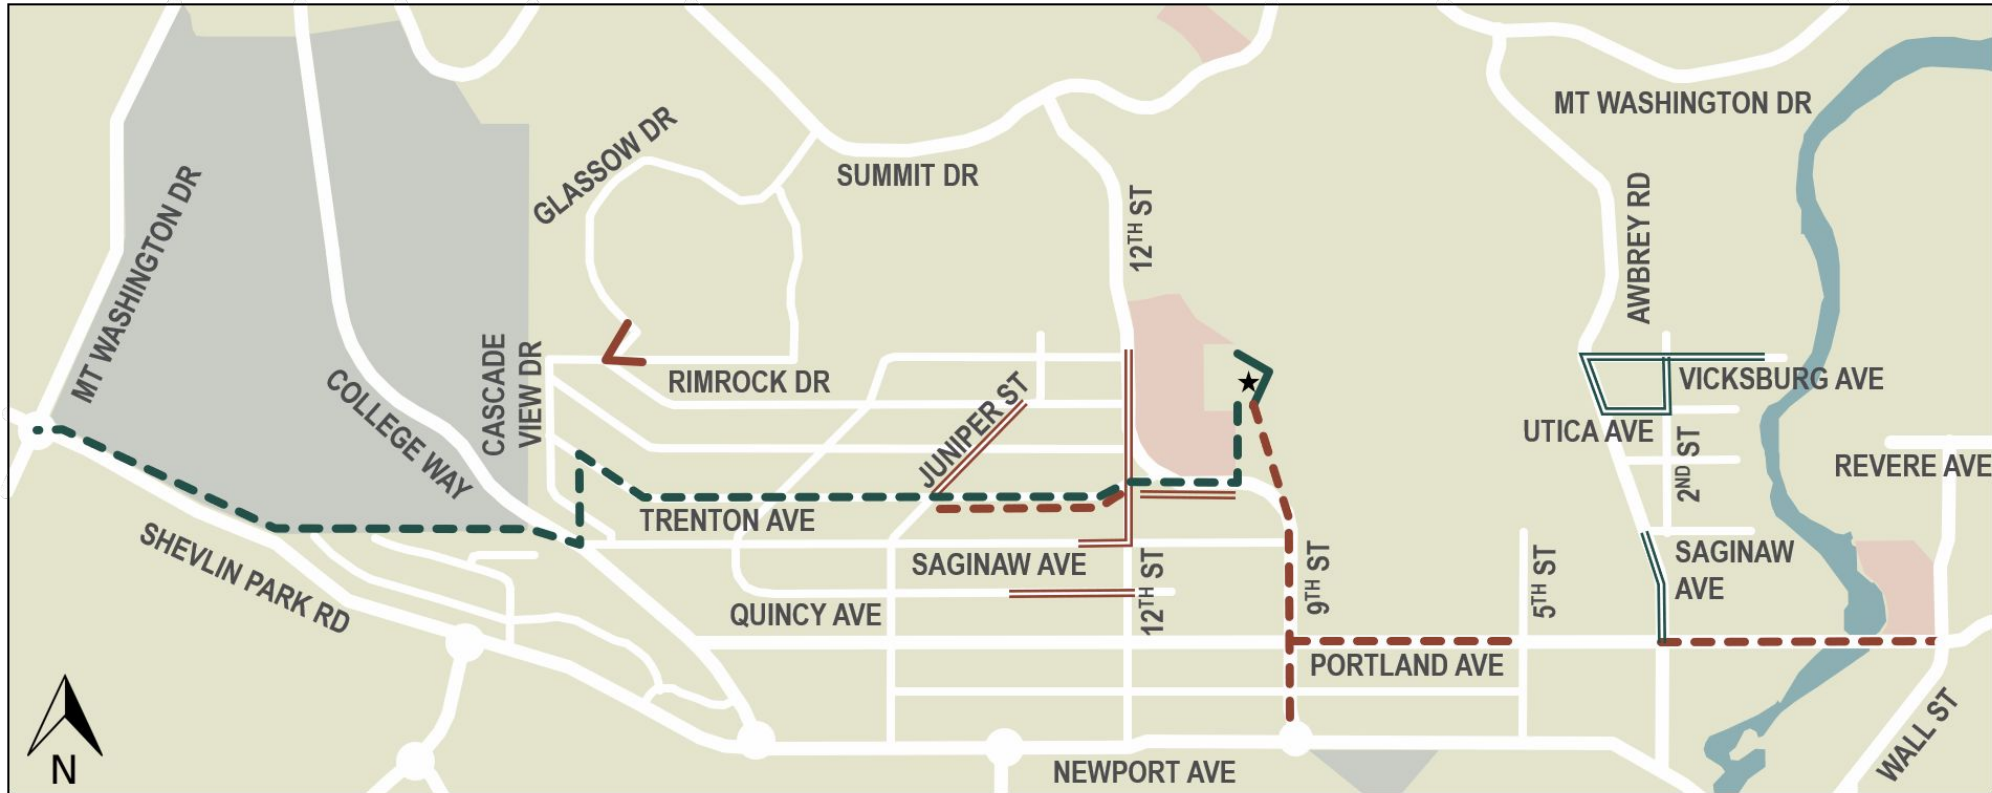 MT WASHINGTON DR
GLASSOW DR
SUMMIT DR
12TH ST
AWBREY RD
MT WASHINGTON DR
COLLEGE WAY
CASCADE
VIEW DR
RIMROCK DR
JUNIPER ST
VICKSBURG AVE
UTICA AVE
2ND ST
REVERE AVE
SHEVLIN PARK RD
TRENTON AVE
SAGINAW AVE
12TH ST
9TH ST
5TH ST
SAGINAW
AVE
QUINCY AVE
PORTLAND AVE
WALL ST
NEWPORT AVE
N